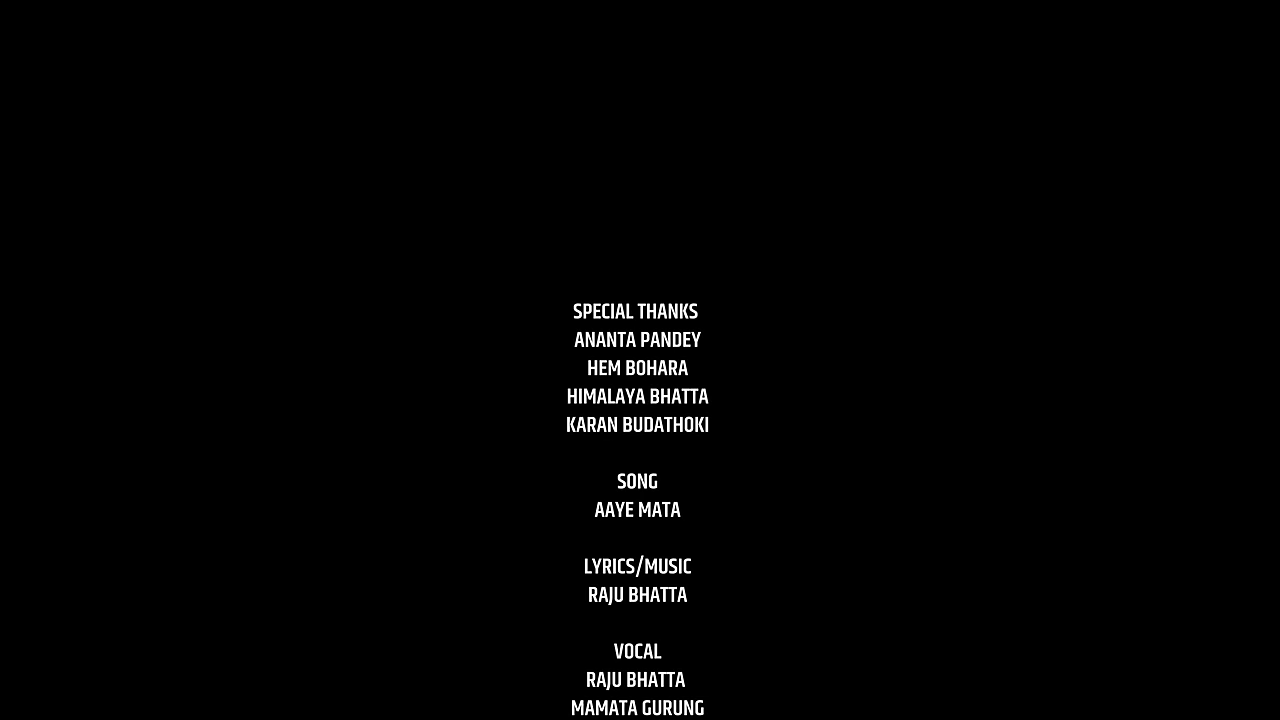 SPECIAL THANKS
ANANTA PANDEY
HEM BOHARA
HIMALAYA BHATTA
KARAN BUDATHOKI
SONG
AAYE MATA
LYRICS/MUSIC
RAJU BHATTA
VOCAL
RAJU BHATTA
MAMATA GURUNG